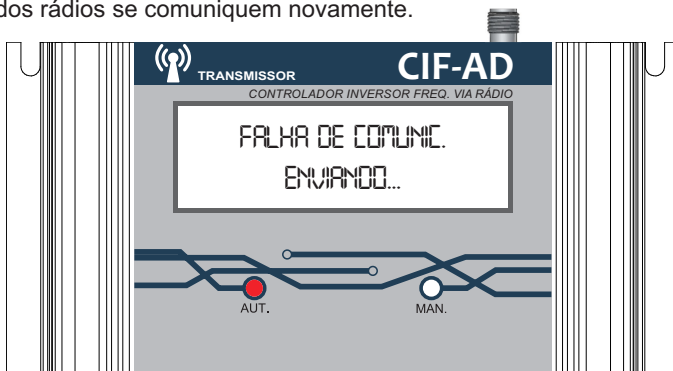 dos rádios se comuniquem novamente.
TRANSMISSOR CIF-AD
CONTROLADOR INVERSOR FREQ. VIA RÁDIO
FALHA DE COMUNIC.
ENVIANDO...
AUT. MAN.